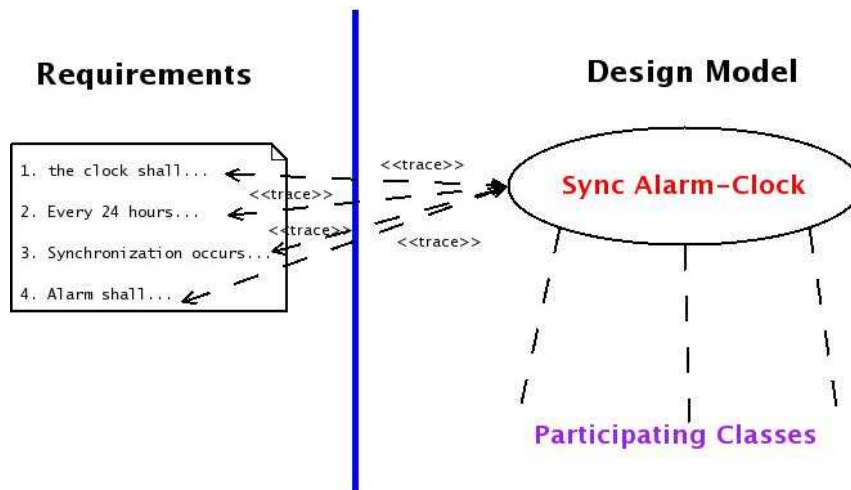 Requirements
Design Model
1. the clock shall...
2. Every 24 hours...
3. Synchronization occurs...
4. Alarm shall...
<<trace>>
<<trace>>
<<trace>>
<<trace>>
Sync Alarm-Clock
Participating Classes